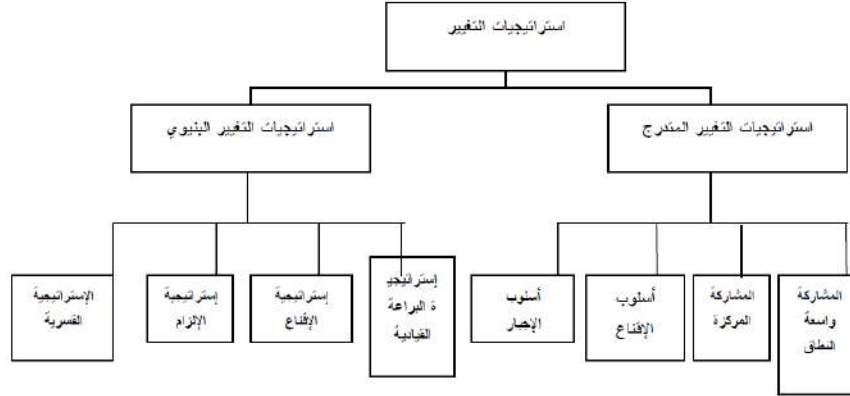 استراتيجيات التغيير
استراتيجيات التغيير المتدرج
استراتيجيات التغيير البنيوي
المشاركة
واسعة
النطاق
المشاركة
المركزة
أسلوب
الإقناع
أسلوب
الإجبار
إستراتيجي
ة البراعة
القيادية
إستراتيجية
الإقناع
إستراتيجية
الإلزام
الإستراتيجية
القسرية